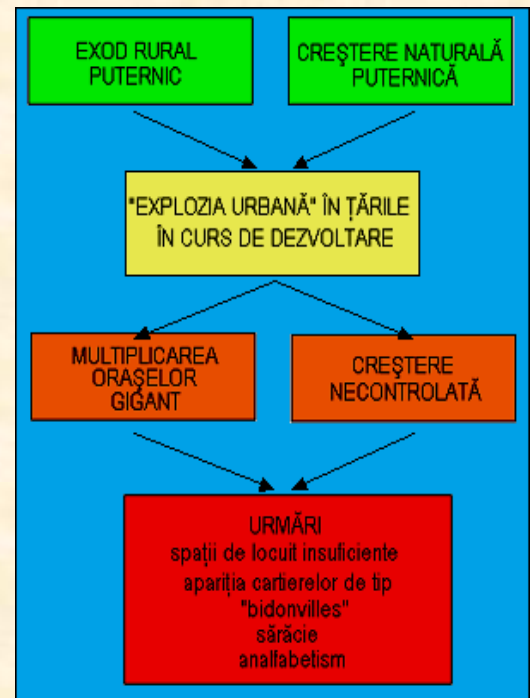 EXOD RURAL
PUTERNIC
CREŞTERE NATURALĂ
PUTERNICĂ
"EXPLOZIA URBANĂ" ÎN ŢĂRILE
ÎN CURS DE DEZVOLTARE
MULTIPLICAREA
ORAŞELOR
GIGANT
CREŞTERE
NECONTROLATĂ
URMĂRI
spaţii de locuit insuficiente
apariţia cartierelor de tip
"bidonvilles"
sărăcie
analfabetism